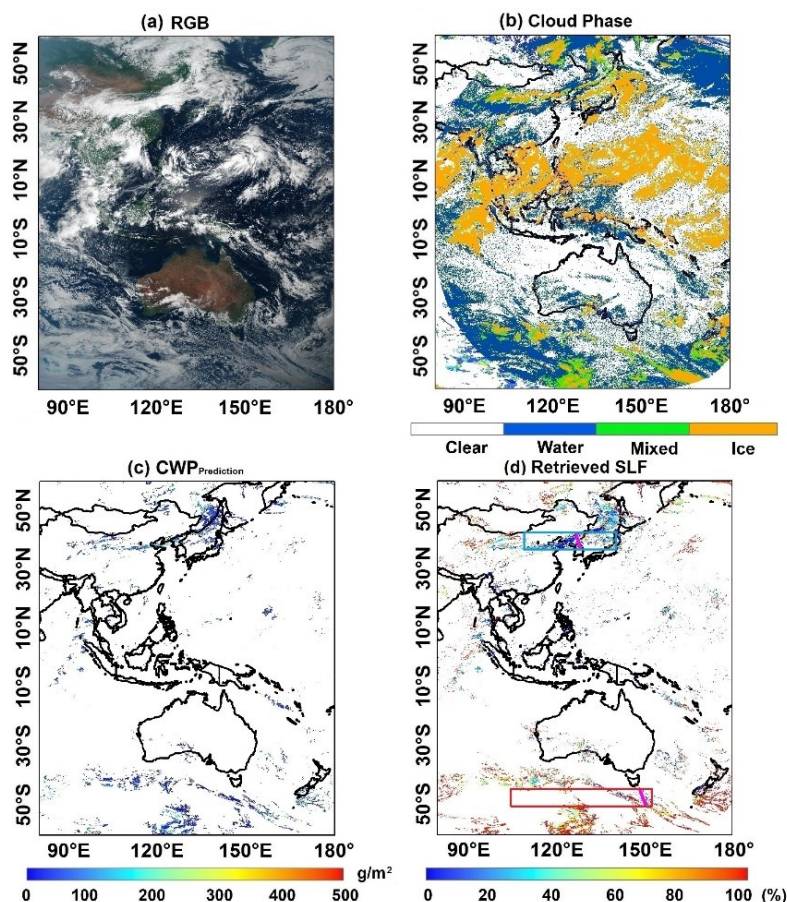 (a) RGB
50°N
30°N
10°N
10°S
30°S
50°S
90°E 120°E 150°E 180°
(b) Cloud Phase
50°N
30°N
10°N
10°S
30°S
50°S
90°E 120°E 150°E 180°
Clear Water Mixed Ice
(c) CWPPrediction
50°N
30°N
10°N
10°S
30°S
50°S
90°E 120°E 150°E 180°
0 100 200 300 400 500 g/m²
(d) Retrieved SLF
50°N
30°N
10°N
10°S
30°S
50°S
90°E 120°E 150°E 180°
0 20 40 60 80 100 (%)